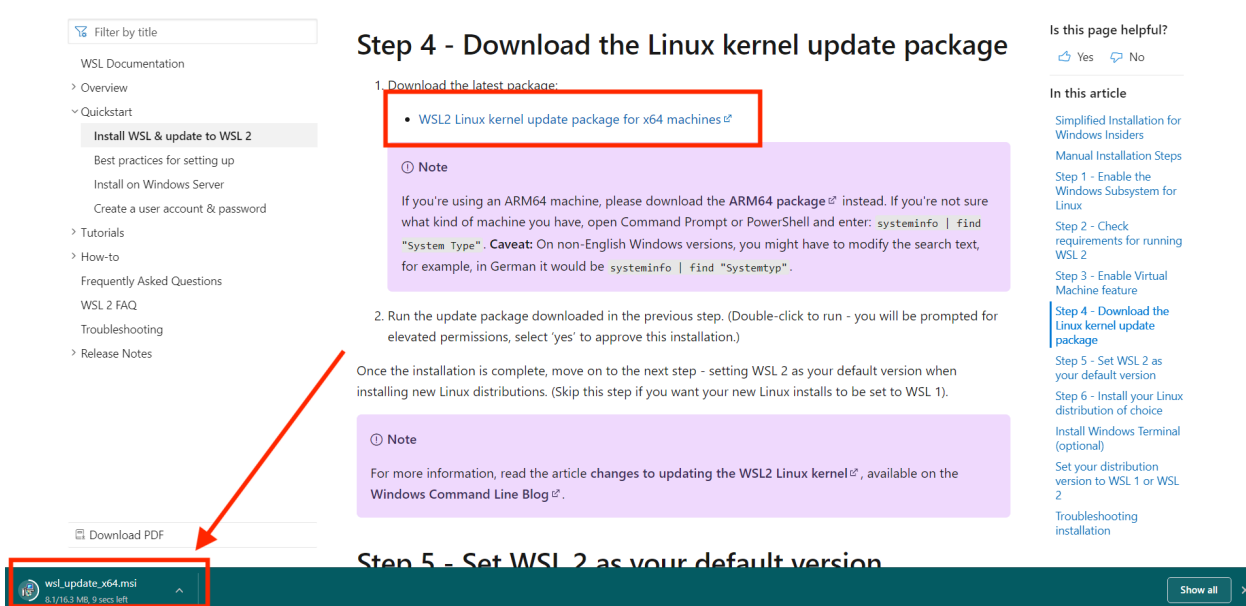 Filter by title
WSL Documentation
Overview
Quickstart
Install WSL & update to WSL 2
Best practices for setting up
Install on Windows Server
Create a user account & password
Tutorials
How-to
Frequently Asked Questions
WSL 2 FAQ
Troubleshooting
Release Notes
Download PDF
Step 4 - Download the Linux kernel update package
1. Download the latest package:
• WSL2 Linux kernel update package for x64 machines
Note
If you're using an ARM64 machine, please download the ARM64 package instead. If you're not sure
what kind of machine you have, open Command Prompt or PowerShell and enter: systeminfo | find
"System Type". Caveat: On non-English Windows versions, you might have to modify the search text,
for example, in German it would be systeminfo | find "Systemtyp".
2. Run the update package downloaded in the previous step. (Double-click to run - you will be prompted for
elevated permissions, select ‘yes’ to approve this installation.)
Once the installation is complete, move on to the next step - setting WSL 2 as your default version when
installing new Linux distributions. (Skip this step if you want your new Linux installs to be set to WSL 1).
Note
For more information, read the article changes to updating the WSL2 Linux kernel, available on the
Windows Command Line Blog.
Step 5 - Set WSL 2 as your default version
Is this page helpful?
Yes No
In this article
Simplified Installation for
Windows Insiders
Manual Installation Steps
Step 1 - Enable the
Windows Subsystem for
Linux
Step 2 - Check
requirements for running
WSL 2
Step 3 - Enable Virtual
Machine feature
Step 4 - Download the
Linux kernel update
package
Step 5 - Set WSL 2 as
your default version
Step 6 - Install your Linux
distribution of choice
Install Windows Terminal
(optional)
Set your distribution
version to WSL 1 or WSL
2
Troubleshooting
installation
wsl_update_x64.msi
8.1/16.3 MB, 9 secs left
Show all